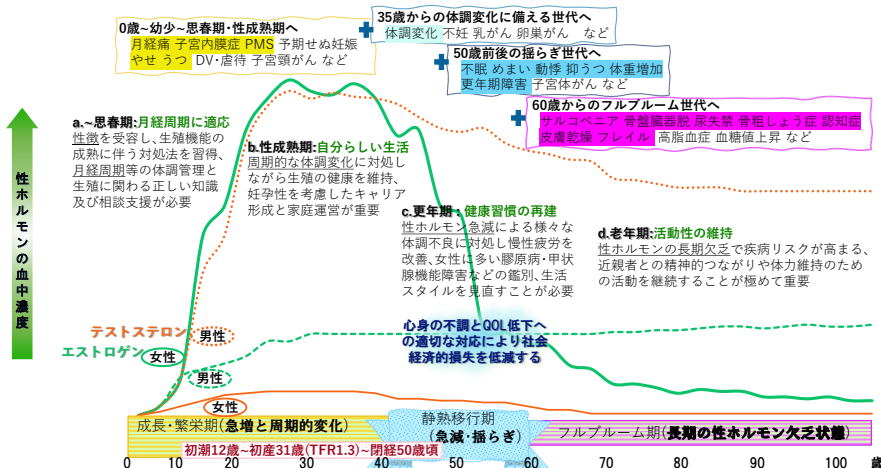 0歳~幼少~思春期・性成熟期へ
月経痛 子宮内膜症 PMS 予期せぬ妊娠
やせ うつ DV・虐待 子宮頸がん など
35歳からの体調変化に備える世代へ
体調変化 不妊 乳がん 卵巣がん など
50歳前後の揺らぎ世代へ
不眠 めまい 動悸 抑うつ 体重増加
更年期障害 子宮体がん など
60歳からのフルブルーム世代へ
サルコペニア 骨盤臓器脱 尿失禁 骨粗しょう症 認知症
皮膚乾燥 フレイル 高脂血症 血糖値上昇 など
性ホルモンの血中濃度
a.~思春期:月経周期に適応
性徴を受容し、生殖機能の
成熟に伴う対処法を習得、
月経周期等の体調管理と
生殖に関わる正しい知識
及び相談支援が必要
b.性成熟期:自分らしい生活
周期的な体調変化に対処し
ながら生殖の健康を維持、
妊孕性を考慮したキャリア
形成と家庭運営が重要
c.更年期:健康習慣の再建
性ホルモン急減による様々な
体調不良に対処し慢性疲労を
改善、女性に多い膠原病・甲状
腺機能障害などの鑑別、生活
スタイルを見直すことが必要
d.老年期:活動性の維持
性ホルモンの長期欠乏で疾病リスクが高まる、
近親者との精神的つながりや体力維持のため
の活動を継続することが極めて重要
心身の不調とQOL低下へ
の適切な対応により社会
経済的損失を低減する
テストステロン
男性
エストロゲン
女性
男性
女性
成長・繁栄期(急増と周期的変化)
静熟移行期
(急減・揺らぎ)
フルブルーム期(長期の性ホルモン欠乏状態)
初潮12歳~初産31歳(TFR1.3)~閉経50歳頃
0 10 20 30 40 50 60 70 80 90 100 歳